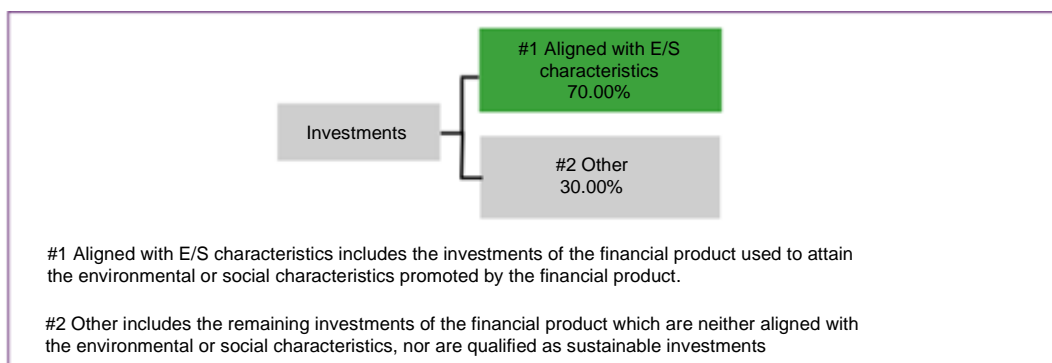 #1 Aligned with E/S
characteristics
70.00%
Investments
#2 Other
30.00%
#1 Aligned with E/S characteristics includes the investments of the financial product used to attain
the environmental or social characteristics promoted by the financial product.
#2 Other includes the remaining investments of the financial product which are neither aligned with
the environmental or social characteristics, nor are qualified as sustainable investments